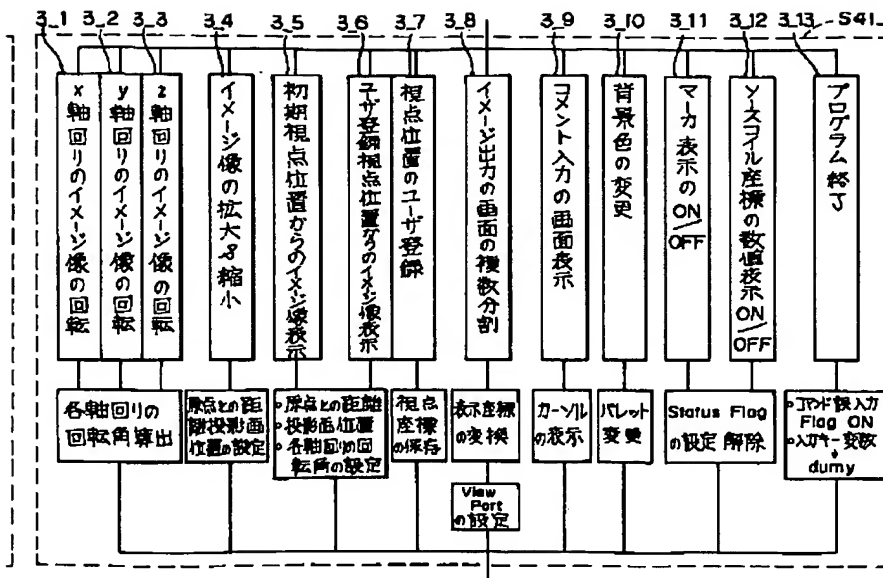 3_1
3_2
3_3
3_4
3_5
3_6
3_7
3_8
3_9
3_10
3_11
3_12
3_13
S41
x軸回りのイメージ像の回転
y軸回りのイメージ像の回転
z軸回りのイメージ像の回転
イメージ像の拡大&縮小
初期視点位置からのイメージ像表示
ユーザ登録視点位置からのイメージ像表示
視点位置のユーザ登録
イメージ出力の画面の複数分割
コメント入力の画面表示
背景色の変更
マーカ表示のON/OFF
ソースコイル座標の数値表示ON/OFF
プログラム終了
各軸回りの
回転角算出
原点との距
離投影画
位置の設定
○原点との距離
○投影画位置
○各軸回りの回
転角の設定
視点
座標
の保存
表示座標
の変換
カーソル
の表示
パレット
変更
Status Flag
の設定解除
○コマンド誤入力
Flag ON
○入力キー変数
↓
dumy
View
Port
の設定